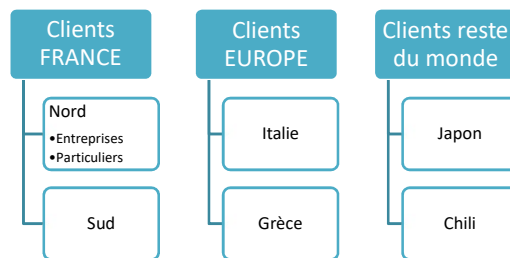 Clients
FRANCE
Nord
•Entreprises
•Particuliers
Sud
Clients
EUROPE
Italie
Grèce
Clients reste
du monde
Japon
Chili